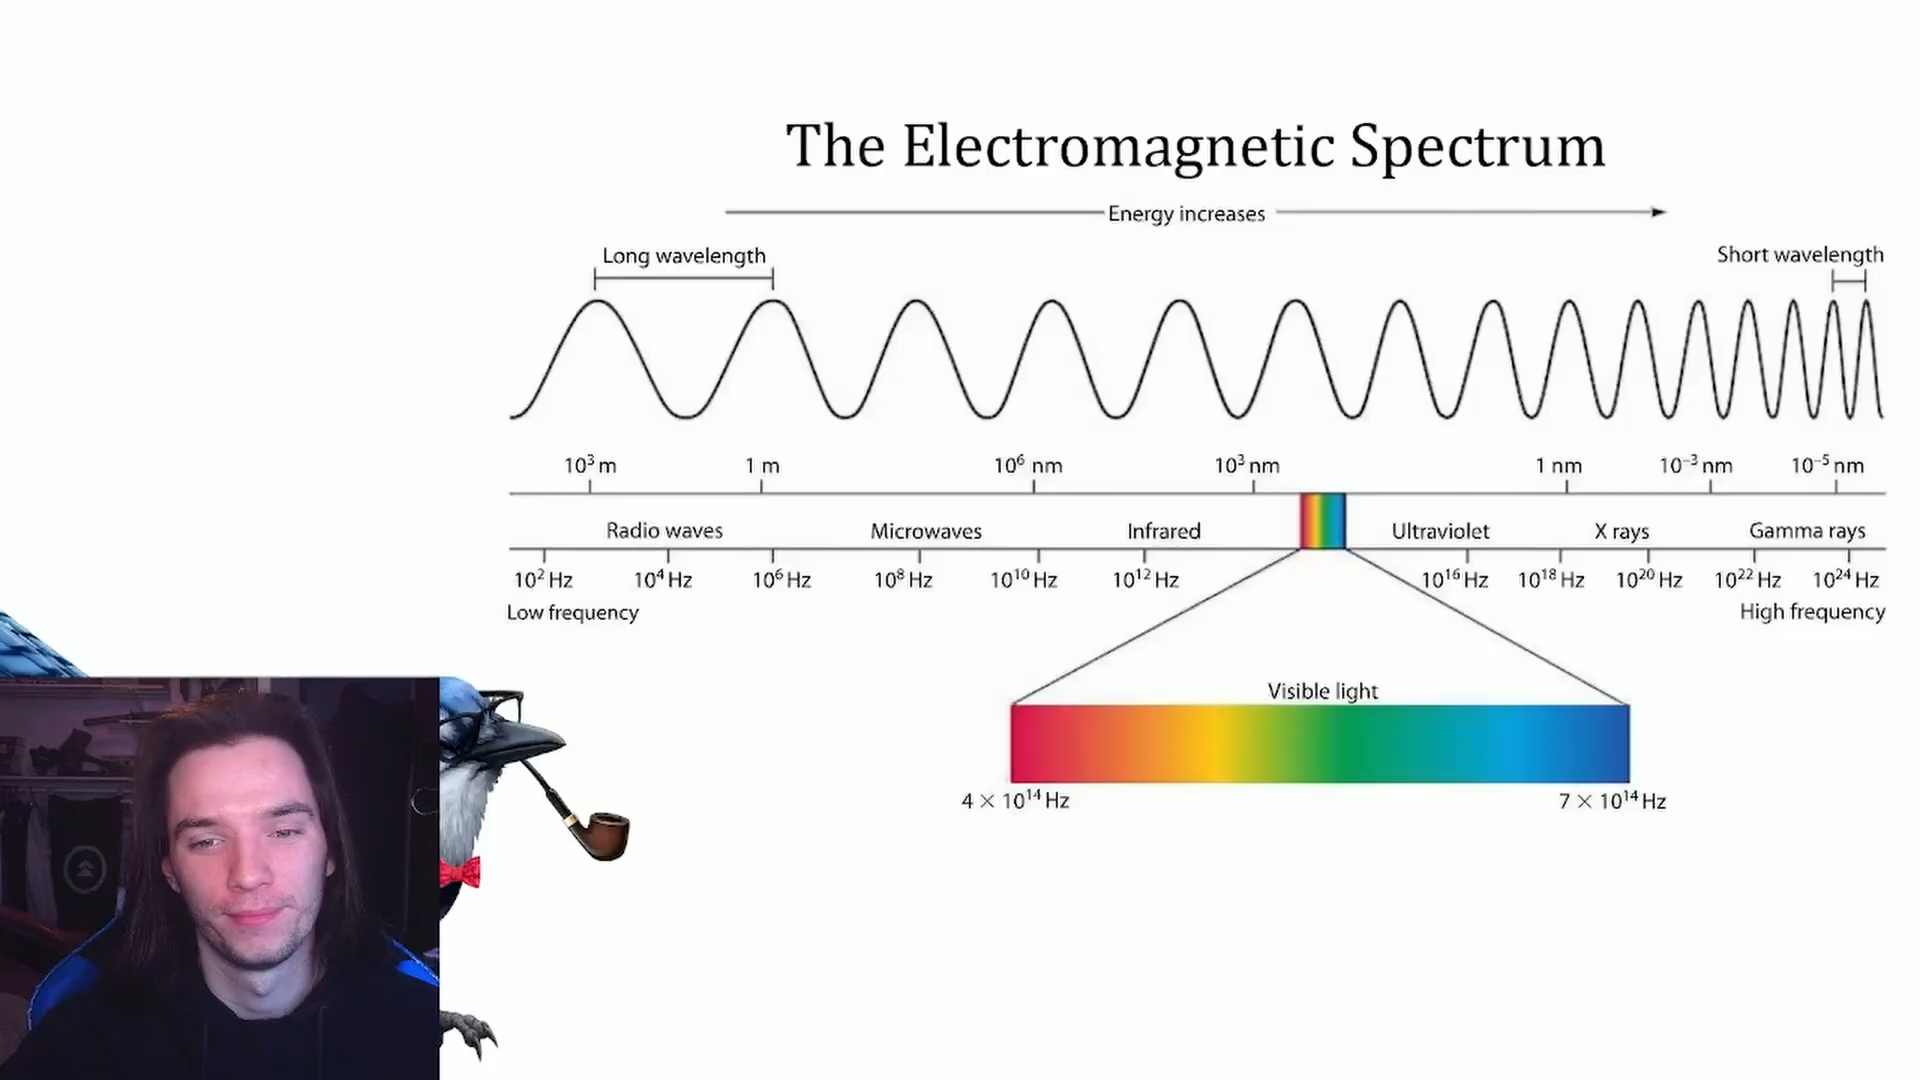 The Electromagnetic Spectrum
Energy increases
Long wavelength
Short wavelength
10³ m 1 m 10⁶ nm 10³ nm 1 nm 10⁻³ nm 10⁻⁵ nm
Radio waves Microwaves Infrared Ultraviolet X rays Gamma rays
10² Hz 10⁴ Hz 10⁶ Hz 10⁸ Hz 10¹⁰ Hz 10¹² Hz 10¹⁶ Hz 10¹⁸ Hz 10²⁰ Hz 10²² Hz 10²⁴ Hz
Low frequency High frequency
Visible light
4 × 10¹⁴ Hz 7 × 10¹⁴ Hz